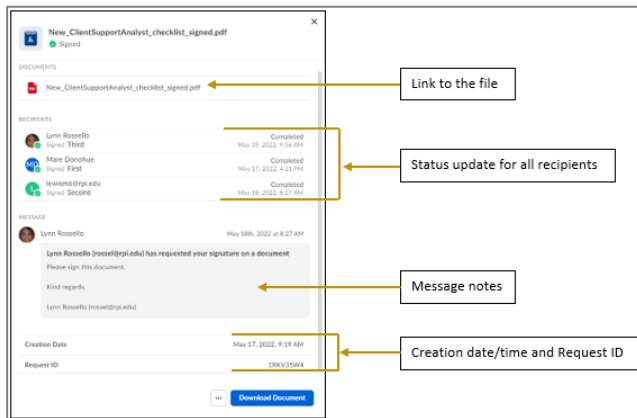 New_ClientSupportAnalyst_checklist_signed.pdf
Signed
DOCUMENTS
New_ClientSupportAnalyst_checklist_signed.pdf
Link to the file
RECIPIENTS
Lynn Rossello Completed
Signed Third May 19, 2022, 9:56 AM
MD Mare Donohue Completed
Signed First May 17, 2022, 4:21 PM
L lewism6@rpi.edu Completed
Signed Second May 18, 2022, 8:27 AM
Status update for all recipients
MESSAGE
Lynn Rossello May 18th, 2022 at 8:27 AM
Lynn Rossello (rossel@rpi.edu) has requested your signature on a document
Please sign this document.
Kind regards,
Lynn Rossello (rossel@rpi.edu)
Message notes
Creation Date May 17, 2022, 9:19 AM
Request ID 1RKV35W4
Creation date/time and Request ID
Download Document